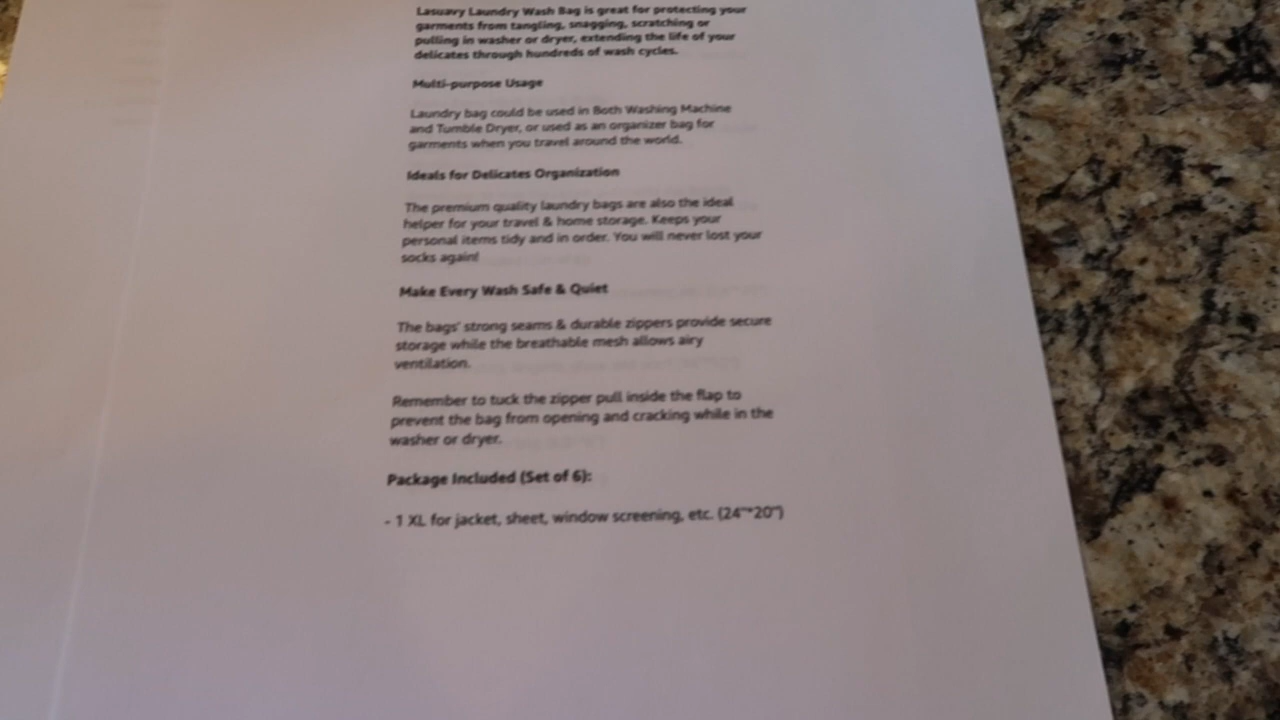 Lasuavy Laundry Wash Bag is great for protecting your
garments from tangling, snagging, scratching or
pulling in washer or dryer, extending the life of your
delicates through hundreds of wash cycles.
Multi-purpose Usage
Laundry bag could be used in Both Washing Machine
and Tumble Dryer, or used as an organizer bag for
garments when you travel around the world.
Ideals for Delicates Organization
The premium quality laundry bags are also the ideal
helper for your travel & home storage. Keeps your
personal items tidy and in order. You will never lost your
socks again!
Make Every Wash Safe & Quiet
The bags' strong seams & durable zippers provide secure
storage while the breathable mesh allows airy
ventilation.
Remember to tuck the zipper pull inside the flap to
prevent the bag from opening and cracking while in the
washer or dryer.
Package Included (Set of 6):
- 1 XL for jacket, sheet, window screening, etc. (24"*20")